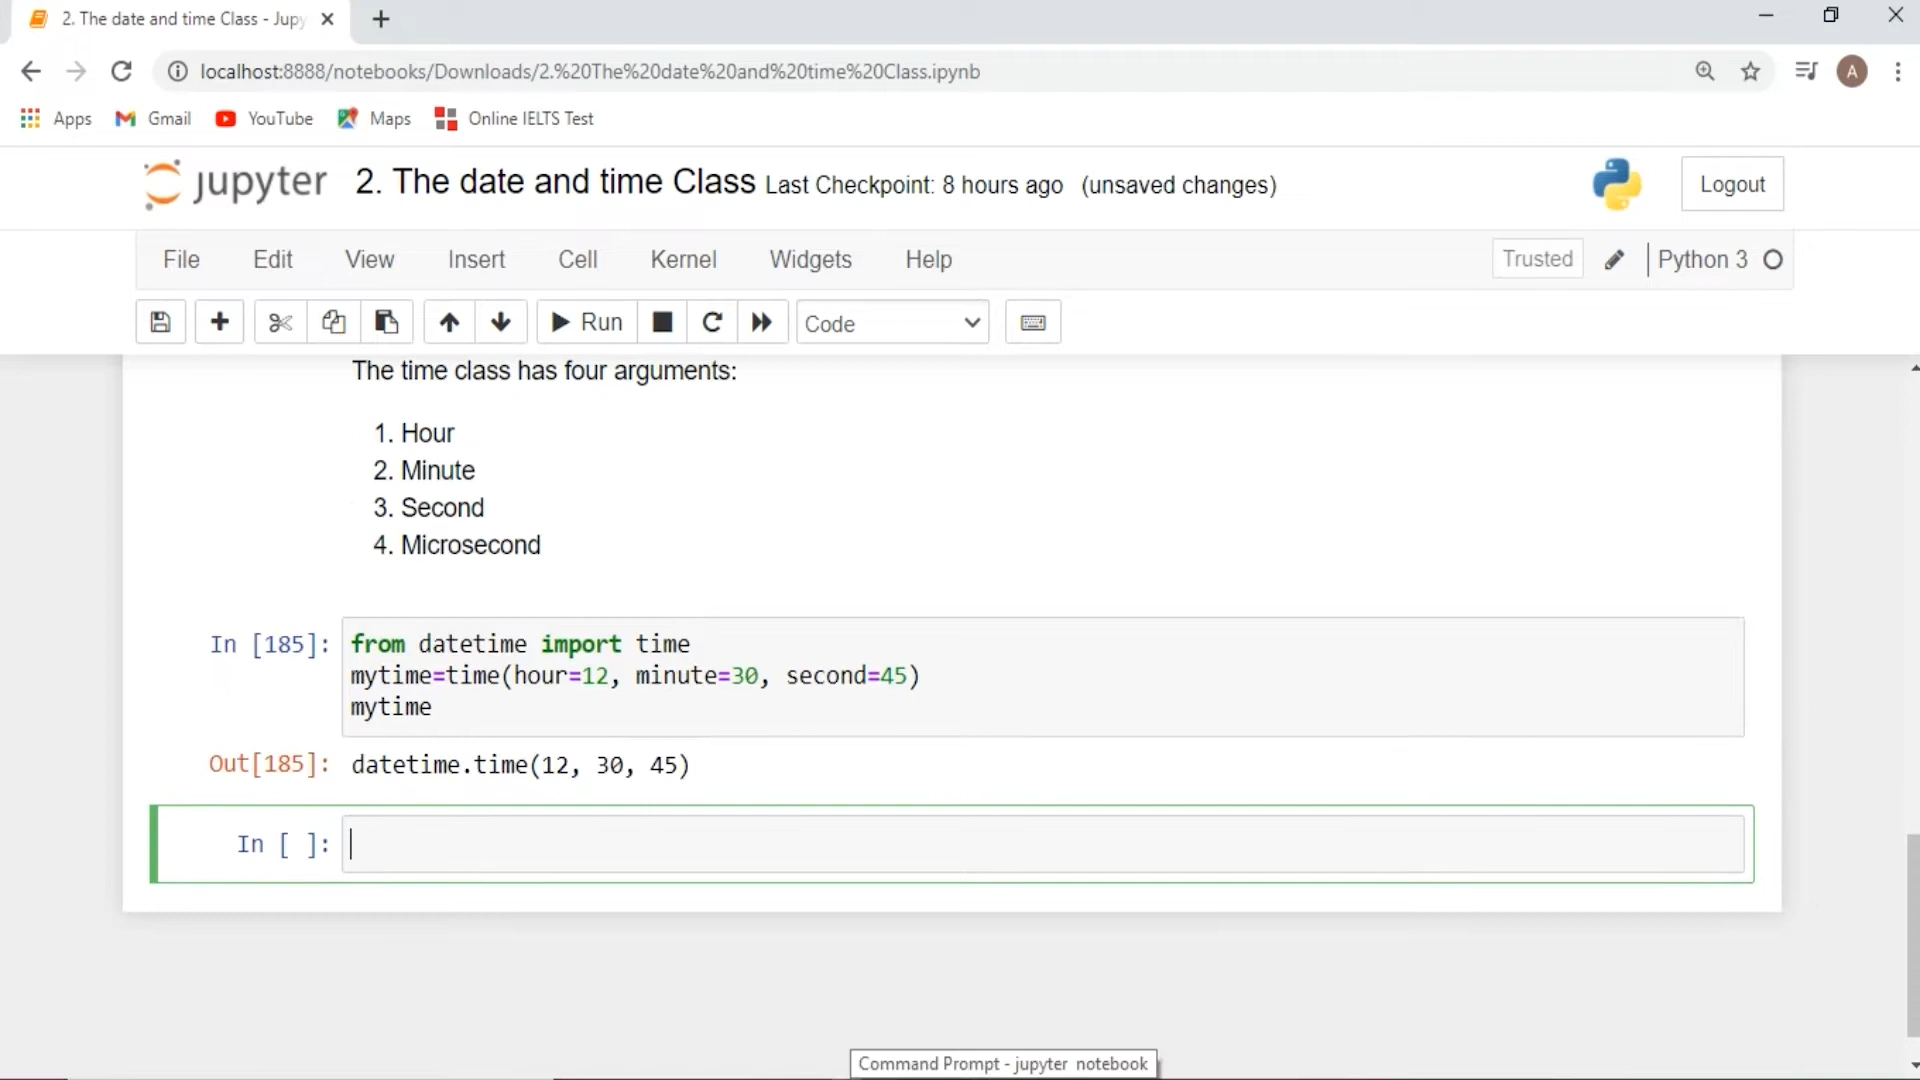 2. The date and time Class - Jupy
localhost:8888/notebooks/Downloads/2.%20The%20date%20and%20time%20Class.ipynb
A
Apps Gmail YouTube Maps Online IELTS Test
jupyter 2. The date and time Class Last Checkpoint: 8 hours ago (unsaved changes)
Logout
File Edit View Insert Cell Kernel Widgets Help
Trusted Python 3
Run Code
The time class has four arguments:
1. Hour
2. Minute
3. Second
4. Microsecond
In [185]: from datetime import time
mytime=time(hour=12, minute=30, second=45)
mytime
Out[185]: datetime.time(12, 30, 45)
In [ ]:
Command Prompt - jupyter notebook